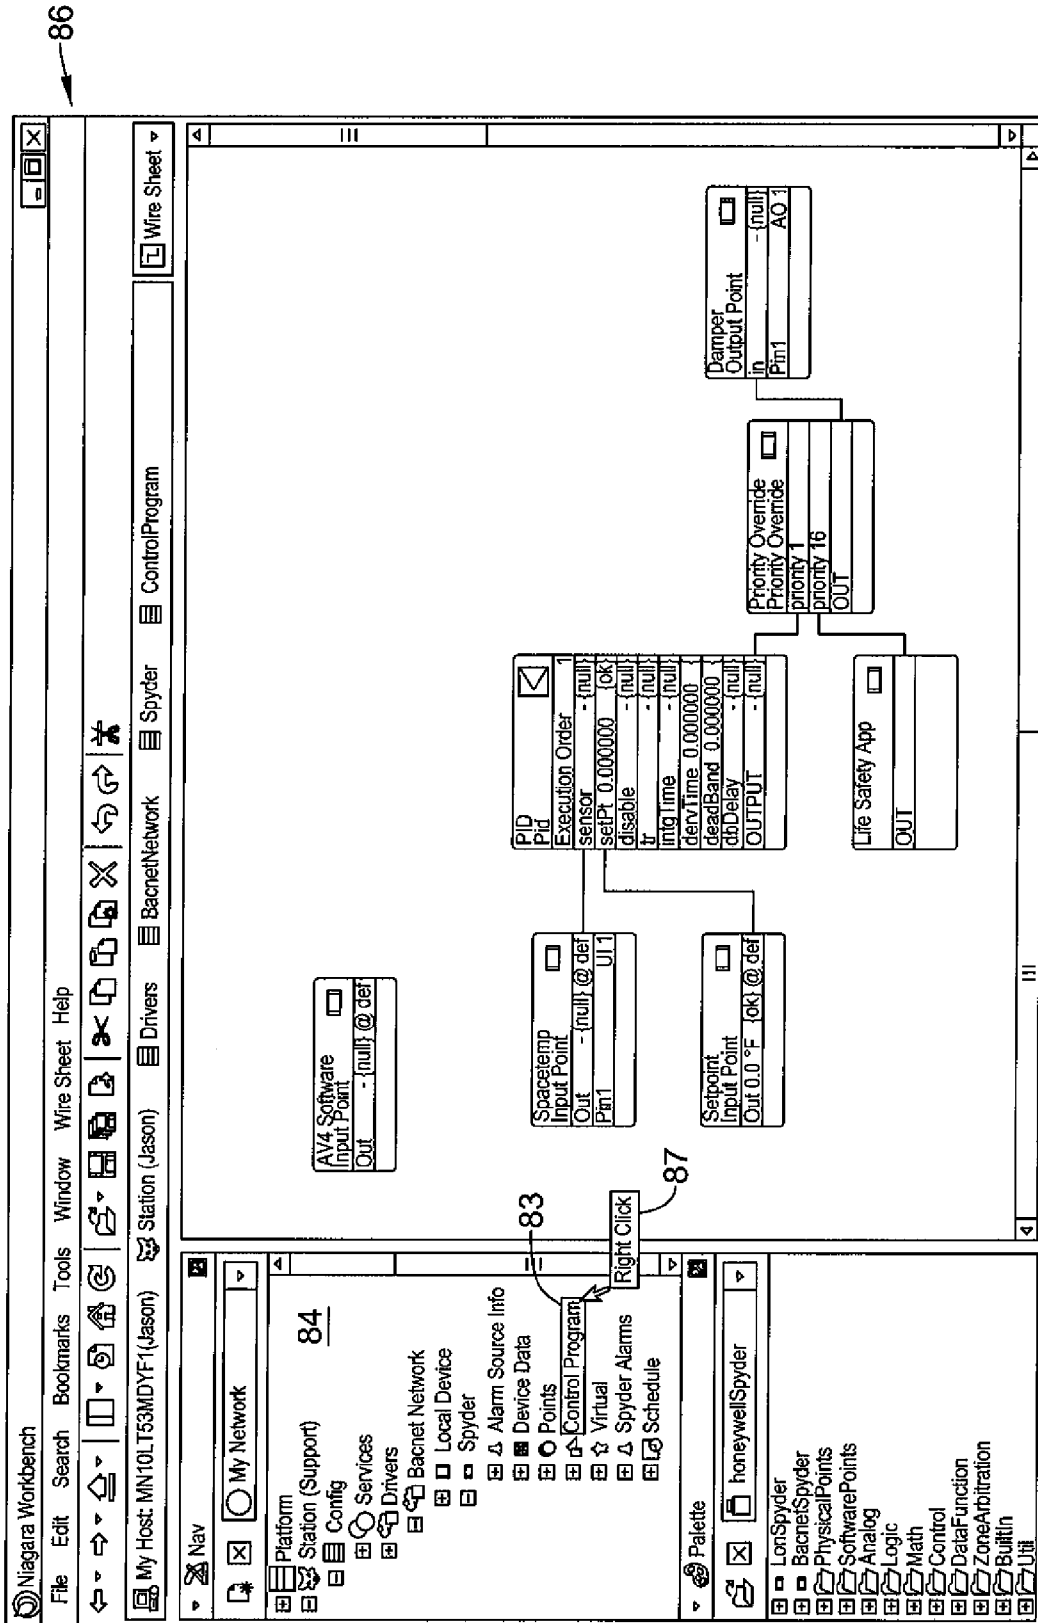 Niagara Workbench
File Edit Search Bookmarks Tools Window Wire Sheet Help
86
My Host: MN10LT53MDYF1(Jason) Station (Jason) Drivers BacnetNetwork Spyder ControlProgram Wire Sheet
Nav
My Network
Platform
Station (Support)
84
Config
Services
Drivers
Bacnet Network
Local Device
Spyder
Alarm Source Info
Device Data
Points
Control Program
83
Right Click
87
Virtual
Spyder Alarms
Schedule
Palette
honeywellSpyder
LonSpyder
BacnetSpyder
PhysicalPoints
SoftwarePoints
Analog
Logic
Math
Control
DataFunction
ZoneArbitration
BuiltIn
Util
AV4 Software
Input Point
Out - {null} @ def
Spacetemp
Input Point
Out - {null} @ def
Pin1 UI 1
Setpoint
Input Point
Out 0.0 °F {ok} @ def
PID
Pid
Execution Order 1
sensor - {null}
setPt 0.000000 {ok}
disable - {null}
tr - {null}
intgTime - {null}
dervTime 0.000000
deadBand 0.000000
dbDelay - {null}
OUTPUT - {null}
Life Safety App
OUT
Priority Override
Priority Override
priority 1
priority 16
OUT
Damper
Output Point
in - {null}
Pin1 AO 1